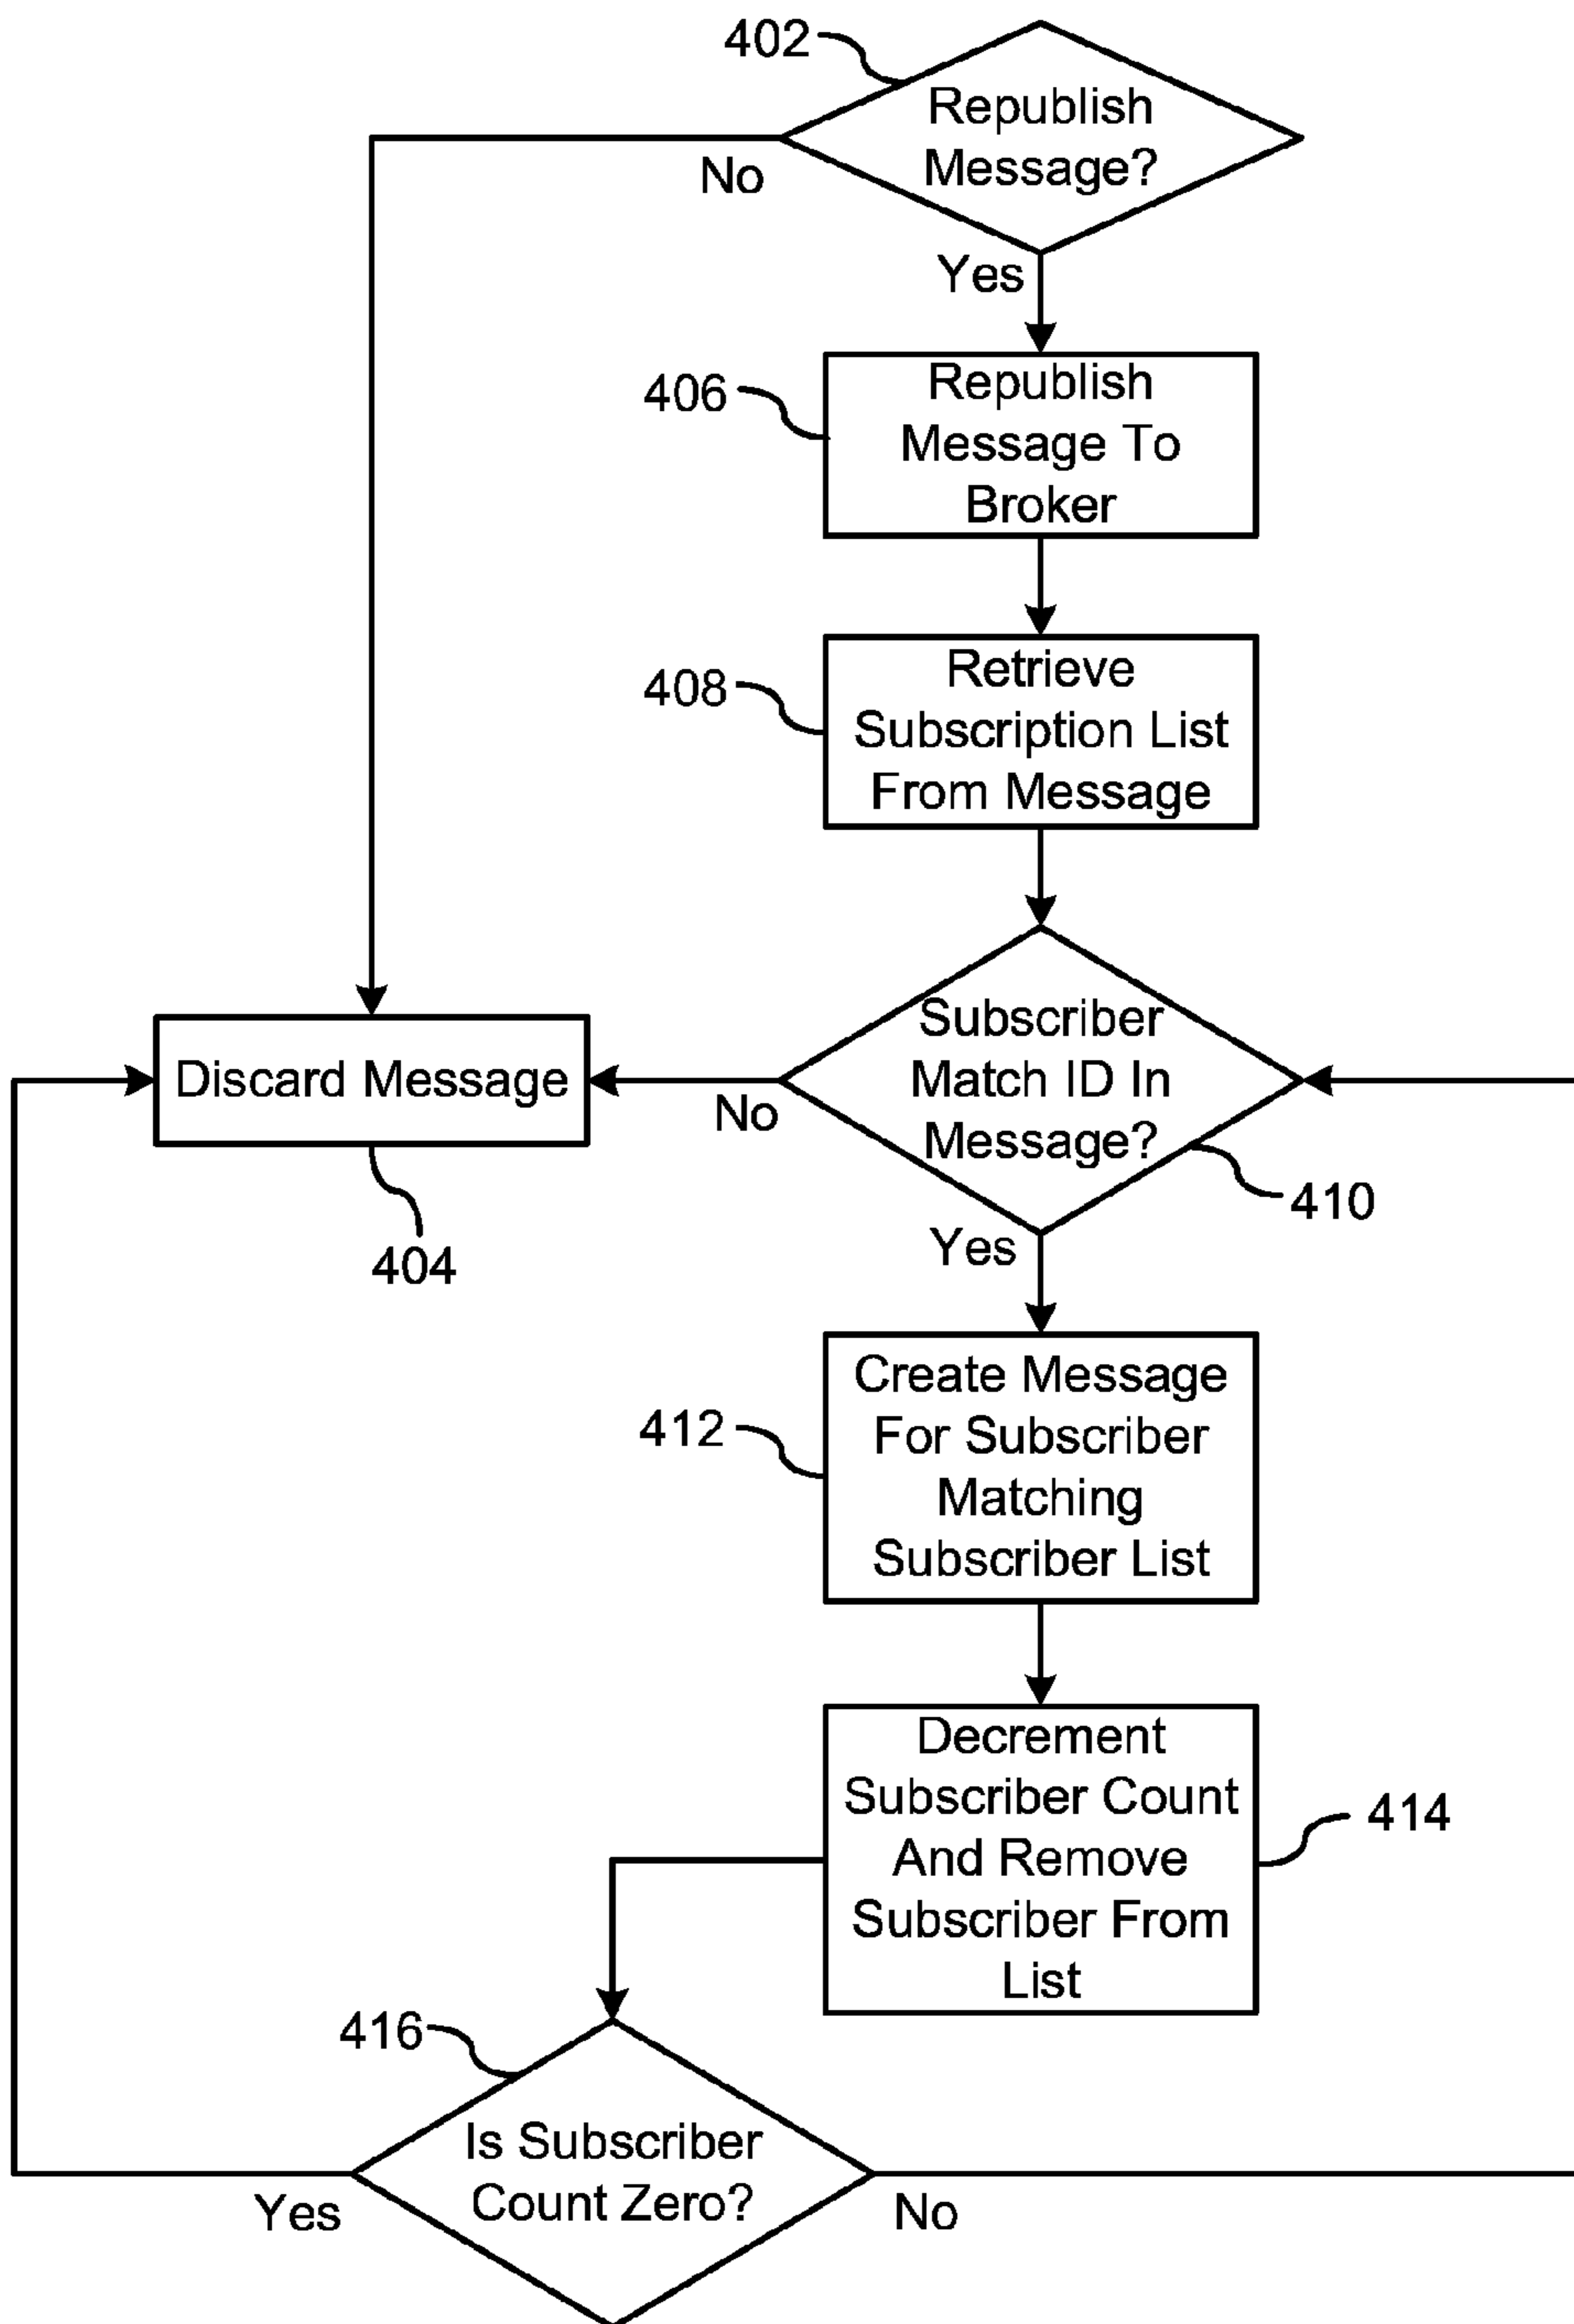 402
Republish
Message?
No
Yes
406
Republish
Message To
Broker
408
Retrieve
Subscription List
From Message
Subscriber
Match ID In
Message?
Discard Message
No
410
404
Yes
412
Create Message
For Subscriber
Matching
Subscriber List
Decrement
Subscriber Count
And Remove
Subscriber From
List
414
416
Is Subscriber
Count Zero?
Yes
No